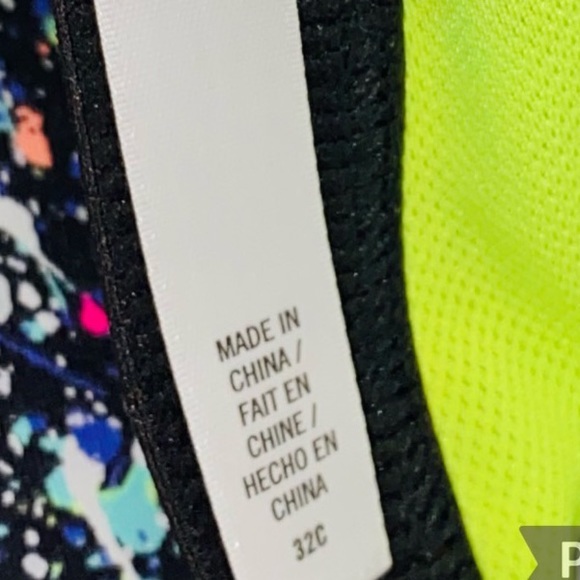 MADE IN
CHINA /
FAIT EN
CHINE /
HECHO EN
CHINA
32C
P